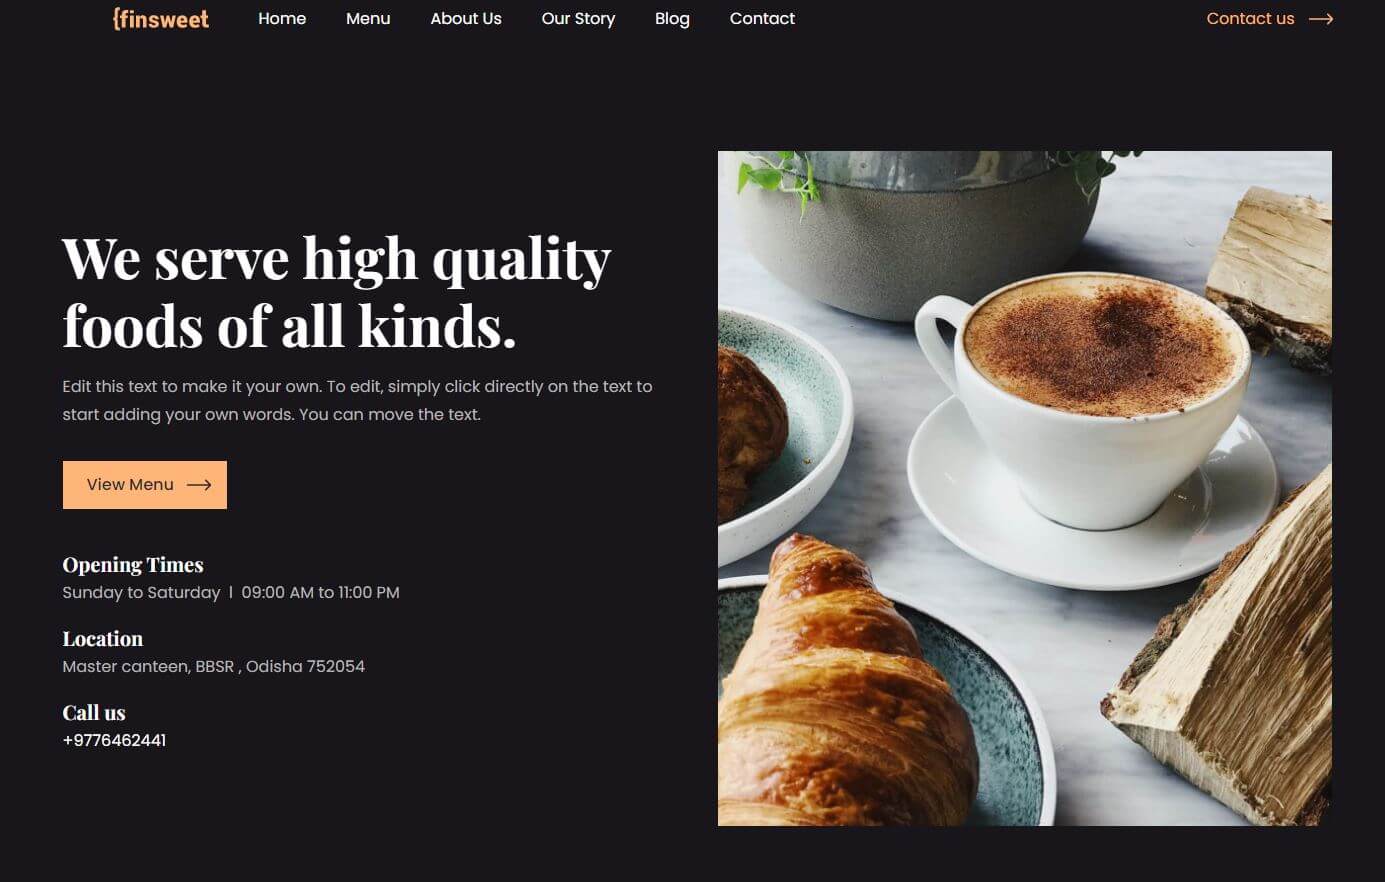 {finsweet Home Menu About Us Our Story Blog Contact Contact us
We serve high quality
foods of all kinds.
Edit this text to make it your own. To edit, simply click directly on the text to
start adding your own words. You can move the text.
View Menu
Opening Times
Sunday to Saturday | 09:00 AM to 11:00 PM
Location
Master canteen, BBSR , Odisha 752054
Call us
+9776462441